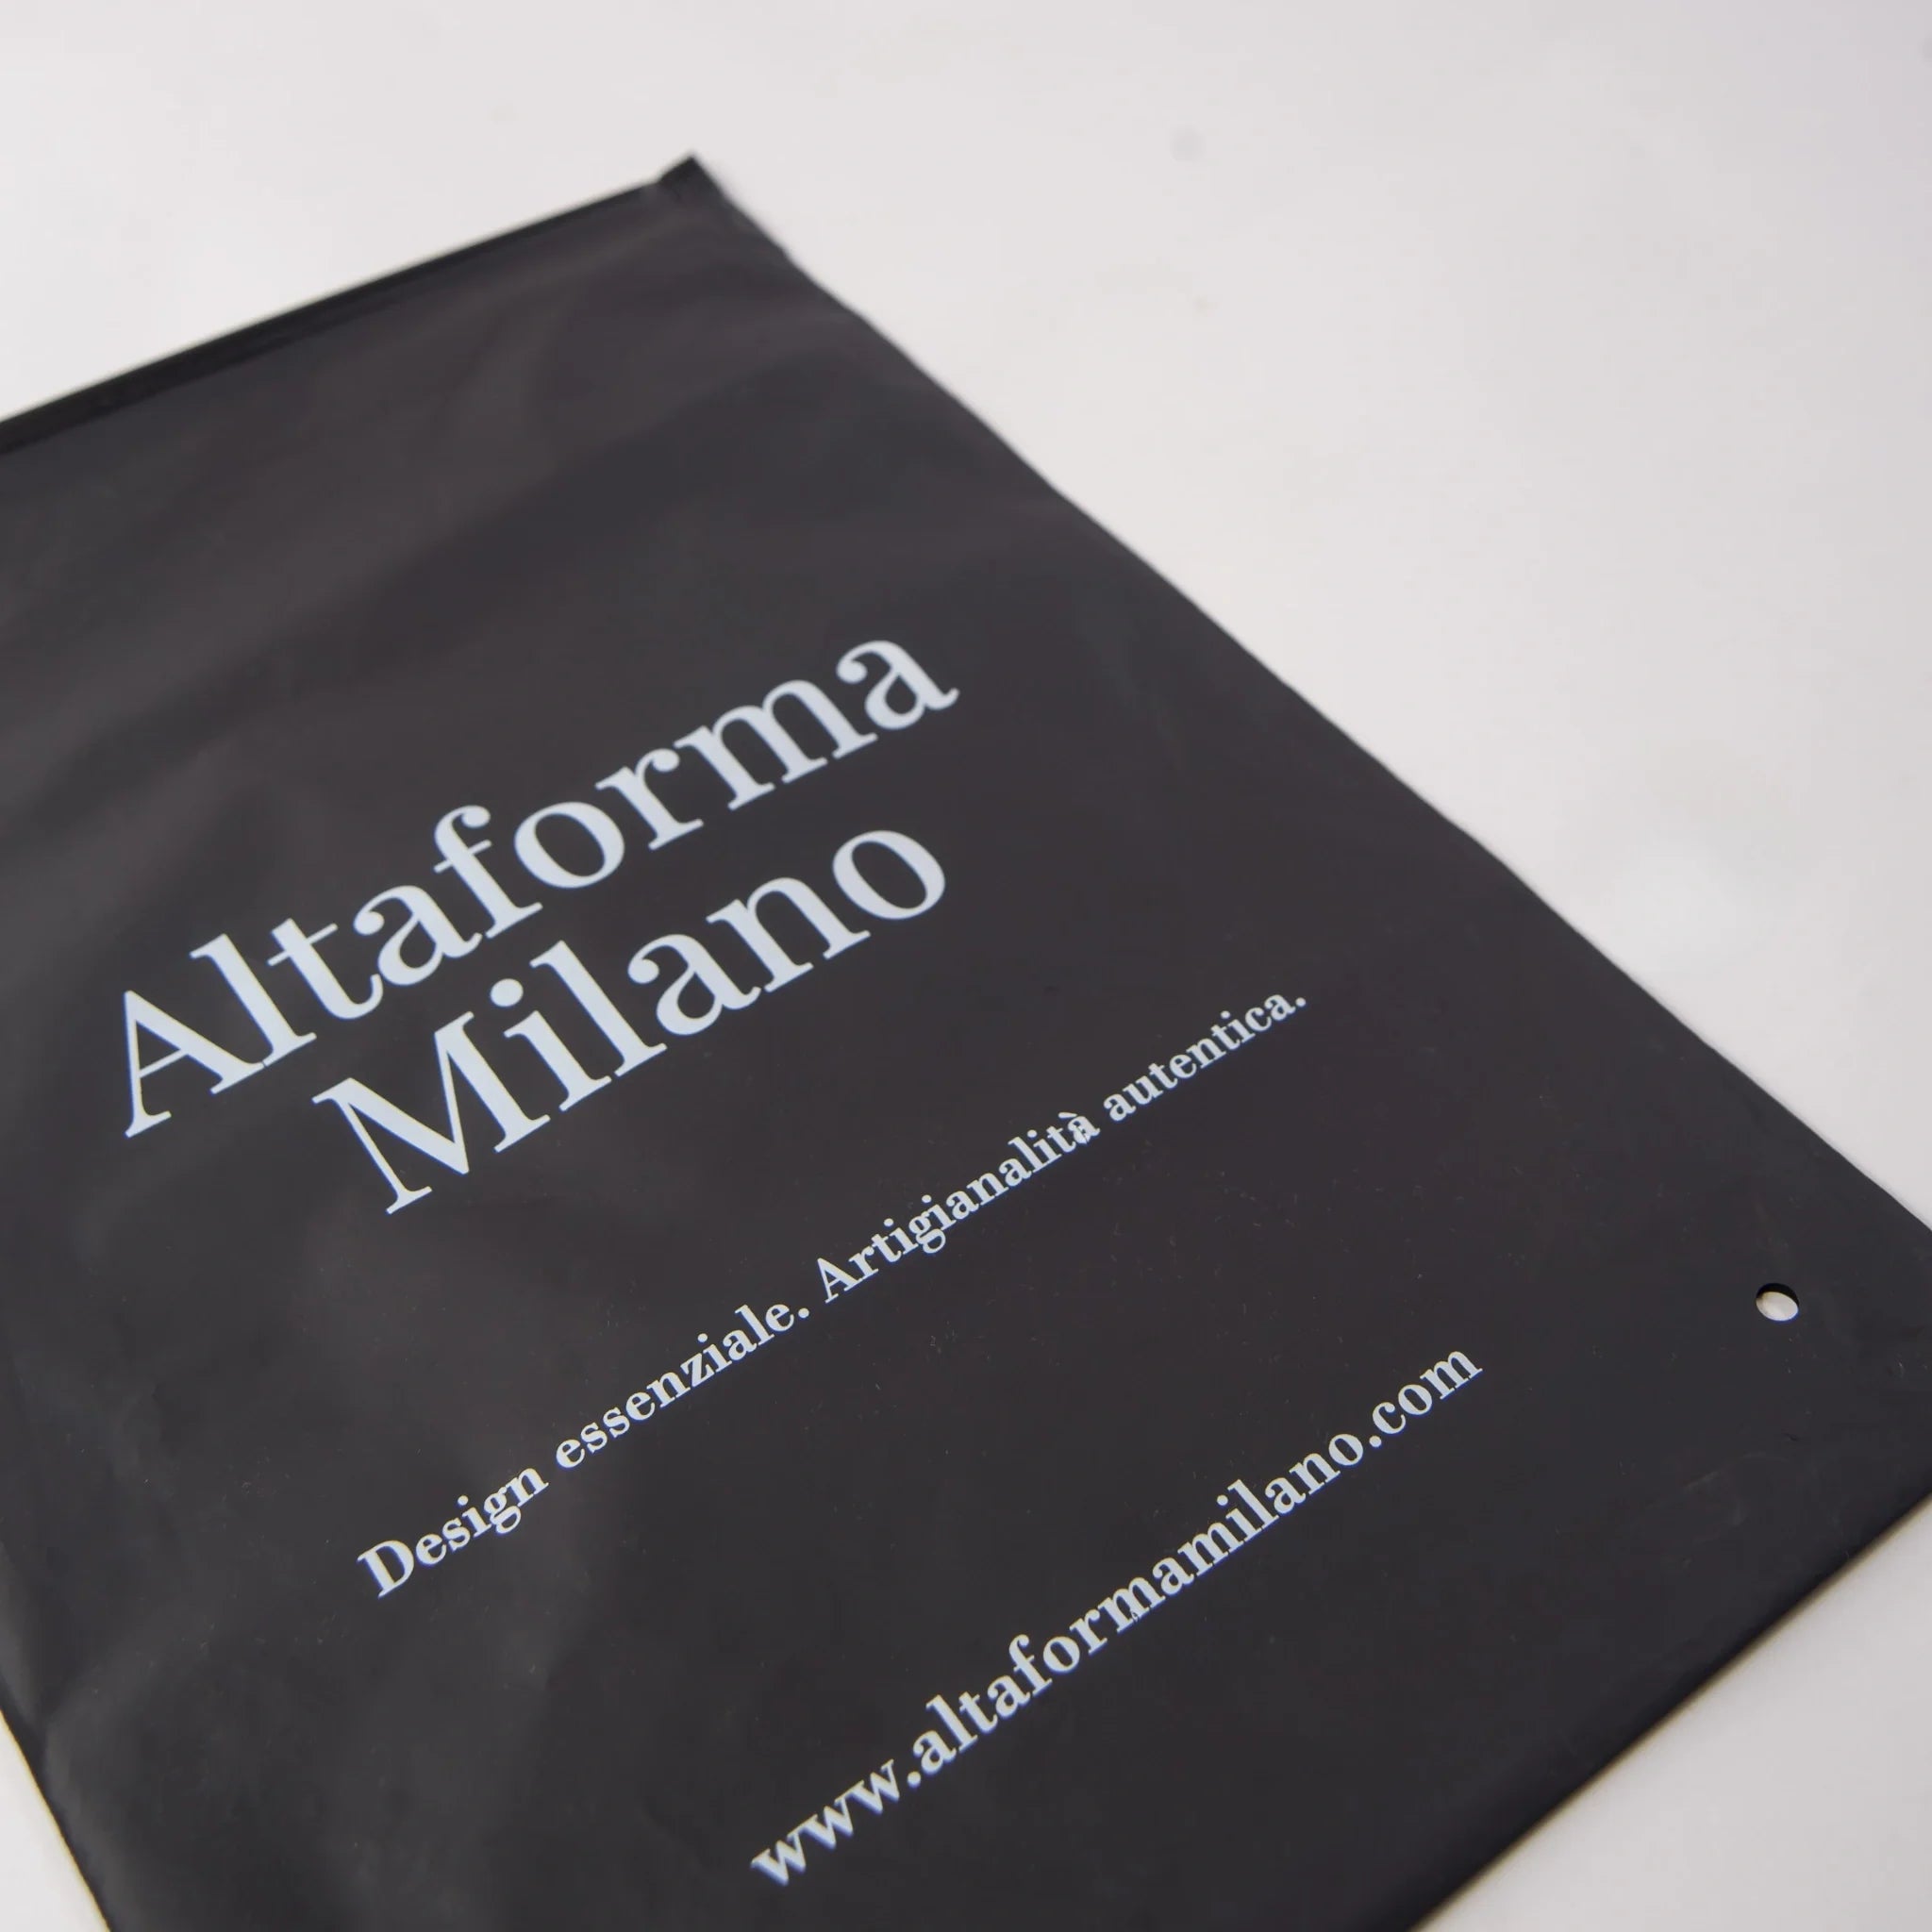 Altaforma
Milano
Design essenziale. Artigianalità autentica.
www.altaformamilano.com